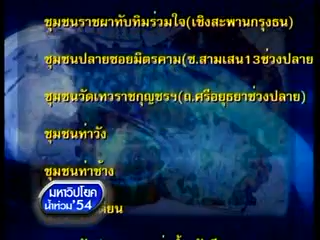 ชุมชนราชผาทับทิมร่วมใจ(เชิงสะพานกรุงธน)
ชุมชนปลายซอยมิตรคาม(ซ.สามเสน13ช่วงปลาย
ชุมชนวัดเทวราชกุญชรฯ(ถ.ศรีอยุธยาช่วงปลาย)
ชุมชนท่าวัง
ชุมชนท่าช้าง
มหาวิปโยค
น้ำท่วม'54
เตียน